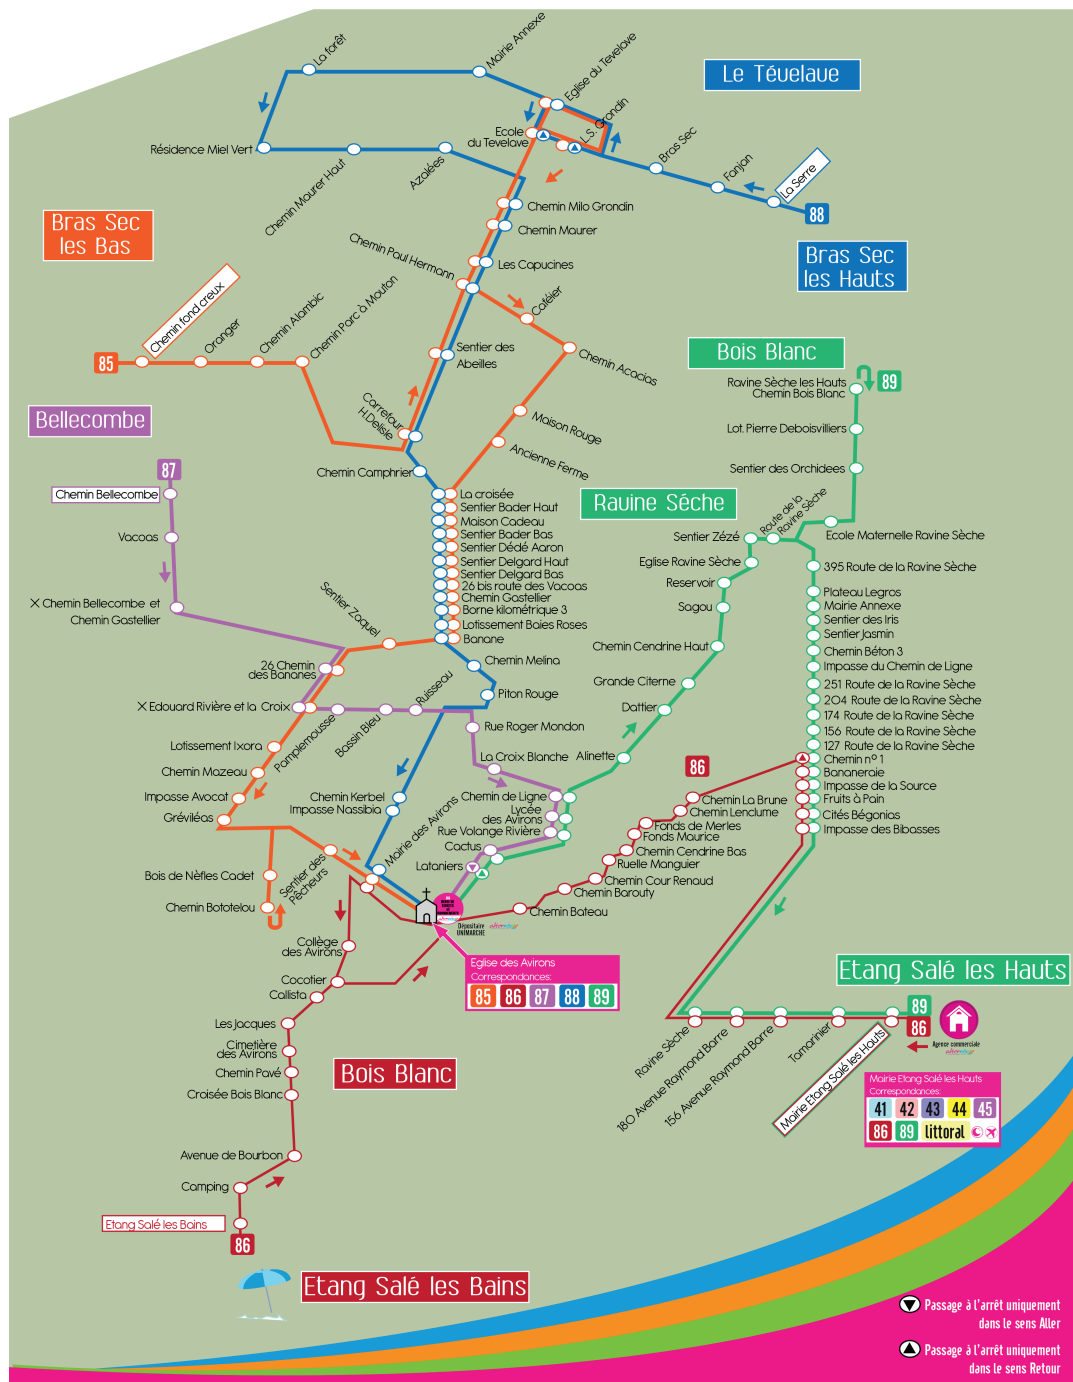 La forêt
Mairie Annexe
Eglise du Tevelave
Le Tévelave
Ecole
du Tevelave
L.S. Grondin
Résidence Miel Vert
Chemin Maurer Haut
Azalées
Bras Sec
Fanjan
La Serre
88
Bras Sec
les Bas
Chemin Milo Grondin
Chemin Maurer
Bras Sec
les Hauts
Chemin Paul Hermann
Les Capucines
Caféier
Chemin fond creux
Oranger
Chemin Alambic
Chemin Parc à Mouton
85
Sentier des
Abeilles
Chemin Acacias
Bois Blanc
Ravine Sèche les Hauts
Chemin Bois Blanc
89
Carrefour
H.Delisle
Maison Rouge
Ancienne Ferme
Lot. Pierre Deboisvilliers
Bellecombe
87
Chemin Camphrier
Sentier des Orchidees
Chemin Bellecombe
Vacoas
X Chemin Bellecombe et
Chemin Gastellier
La croisée
Sentier Bader Haut
Maison Cadeau
Sentier Bader Bas
Sentier Dédé Aaron
Sentier Delgard Haut
Sentier Delgard Bas
26 bis route des Vacoas
Chemin Gastellier
Borne kilométrique 3
Lotissement Baies Roses
Banane
Ravine Séche
Route de la
Ravine Sèche
Sentier Zézé
Ecole Maternelle Ravine Sèche
Eglise Ravine Sèche
Reservoir
Sagou
Chemin Cendrine Haut
Grande Citerne
Dattier
Alinette
395 Route de la Ravine Sèche
Plateau Legros
Mairie Annexe
Sentier des Iris
Sentier Jasmin
Chemin Béton 3
Impasse du Chemin de Ligne
251 Route de la Ravine Sèche
204 Route de la Ravine Sèche
174 Route de la Ravine Sèche
156 Route de la Ravine Sèche
127 Route de la Ravine Sèche
Chemin n° 1
Bananeraie
Impasse de la Source
Fruits à Pain
Cités Bégonias
Impasse des Bibasses
Sentier Zaquel
26 Chemin
des Bananes
X Edouard Rivière et la Croix
Pamplemousse
Bassin Bleu
Ruisseau
Chemin Melina
Piton Rouge
Rue Roger Mondon
La Croix Blanche
Lotissement Ixora
Chemin Mazeau
Impasse Avocat
Gréviléas
Chemin Kerbel
Impasse Nassibia
Mairie des Avirons
Chemin de Ligne
Lycée
des Avirons
Rue Volange Rivière
Cactus
Lataniers
86
Chemin La Brune
Chemin Lenclume
Fonds de Merles
Fonds Maurice
Chemin Cendrine Bas
Ruelle Manguier
Chemin Cour Renaud
Chemin Barouty
Chemin Bateau
Bois de Nèfles Cadet
Chemin Bototelou
Sentier des
Pêcheurs
Dépositaire
UNIMARCHE
alternéo
Eglise des Avirons
Correspondances:
85 86 87 88 89
Collège
des Avirons
Cocotier
Callista
Les Jacques
Cimetière
des Avirons
Chemin Pavé
Croisée Bois Blanc
Avenue de Bourbon
Camping
Etang Salé les Bains
86
Bois Blanc
Etang Salé les Bains
Etang Salé les Hauts
89
86
Agence commerciale
alternéo
Ravine Sèche
180 Avenue Raymond Barre
156 Avenue Raymond Barre
Tamarinier
Mairie Etang Salé les Hauts
Mairie Etang Salé les Hauts
Correspondances:
41 42 43 44 45
86 89 littoral
Passage à l'arrêt uniquement
dans le sens Aller
Passage à l'arrêt uniquement
dans le sens Retour